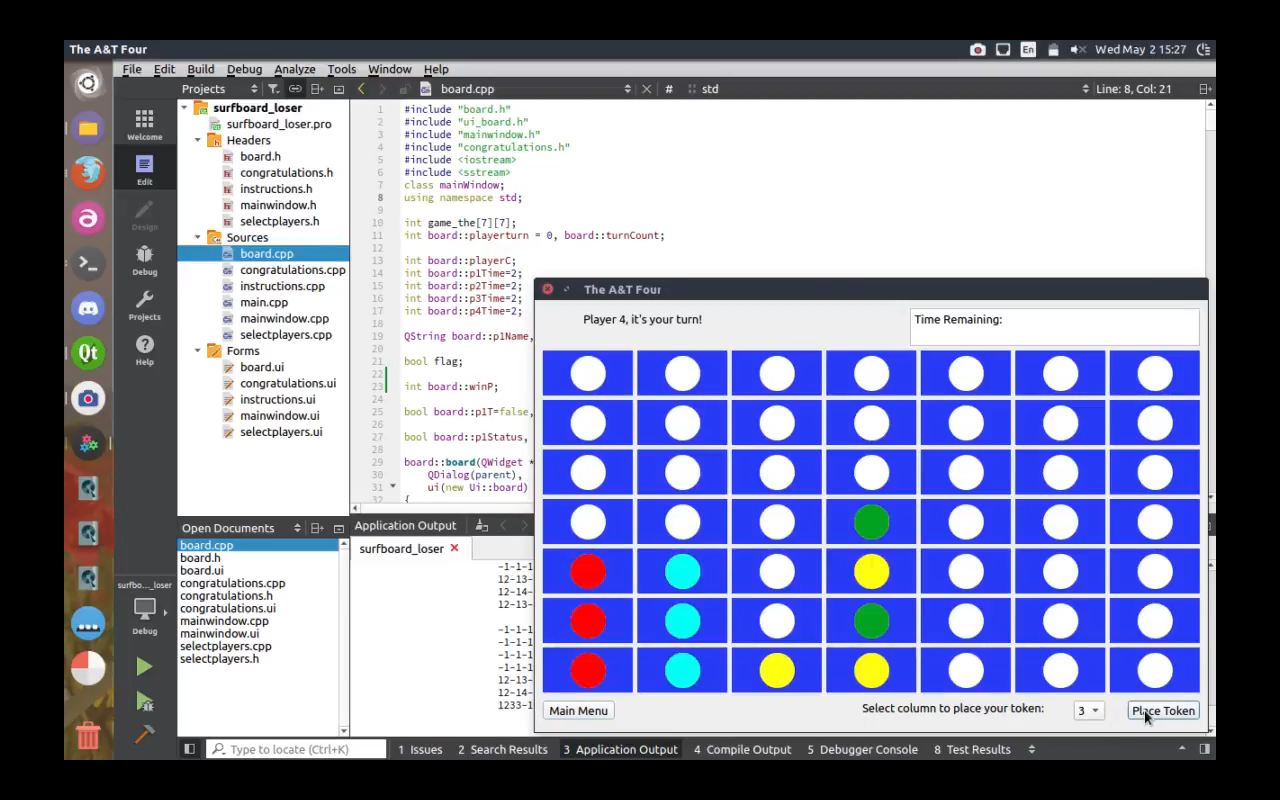 The A&T Four
En
Wed May 2 15:27
File Edit Build Debug Analyze Tools Window Help
Projects
board.cpp
#
std
Line: 8, Col: 21
Welcome
Edit
Design
Debug
Projects
Help
surfbo..._loser
Debug
surfboard_loser
surfboard_loser.pro
Headers
board.h
congratulations.h
instructions.h
mainwindow.h
selectplayers.h
Sources
board.cpp
congratulations.cpp
instructions.cpp
main.cpp
mainwindow.cpp
selectplayers.cpp
Forms
board.ui
congratulations.ui
instructions.ui
mainwindow.ui
selectplayers.ui
1 #include "board.h"
2 #include "ui_board.h"
3 #include "mainwindow.h"
4 #include "congratulations.h"
5 #include <iostream>
6 #include <sstream>
7 class mainWindow;
8 using namespace std;
9
10 int game_the[7][7];
11 int board::playerturn = 0, board::turnCount;
12
13 int board::playerC;
14 int board::p1Time=2;
15 int board::p2Time=2;
16 int board::p3Time=2;
17 int board::p4Time=2;
18
19 QString board::p1Name,
20
21 bool flag;
22
23 int board::winP;
24
25 bool board::p1T=false,
26
27 bool board::p1Status,
28
29 board::board(QWidget *
30 QDialog(parent),
31 ui(new Ui::board)
32 {
Open Documents
board.cpp
board.h
board.ui
congratulations.cpp
congratulations.h
congratulations.ui
mainwindow.cpp
mainwindow.ui
selectplayers.cpp
selectplayers.h
Application Output
surfboard_loser
-1-1-1
12-13-
12-14-
12-13-
-1-1-1
-1-1-1
-1-1-1
-1-1-1
12-13-
12-14-
1233-1
The A&T Four
Player 4, it's your turn!
Time Remaining:
Main Menu
Select column to place your token:
3
Place Token
Type to locate (Ctrl+K)
1 Issues
2 Search Results
3 Application Output
4 Compile Output
5 Debugger Console
8 Test Results